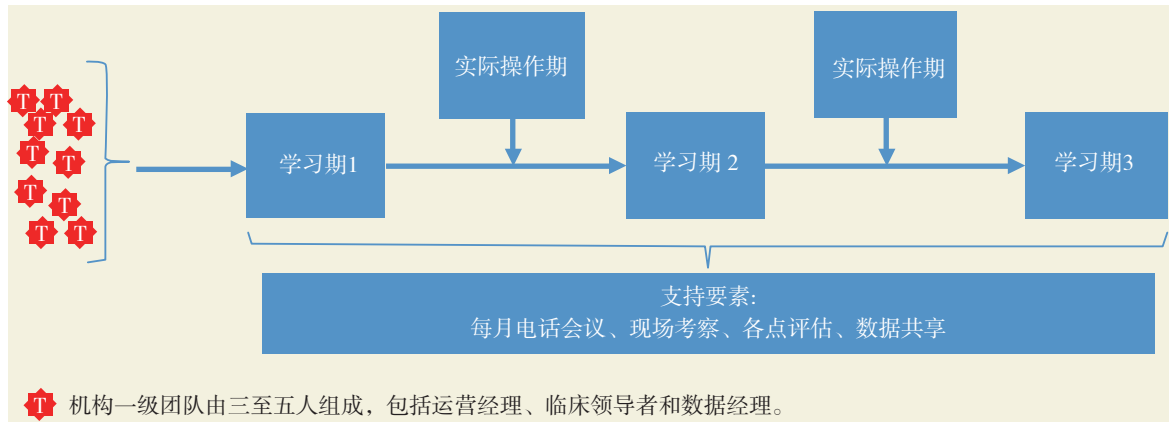 实际操作期
实际操作期
T
T
T
T
T
T
T
T
T
T
学习期1
学习期 2
学习期3
支持要素:
每月电话会议、现场考察、各点评估、数据共享
T 机构一级团队由三至五人组成，包括运营经理、临床领导者和数据经理。